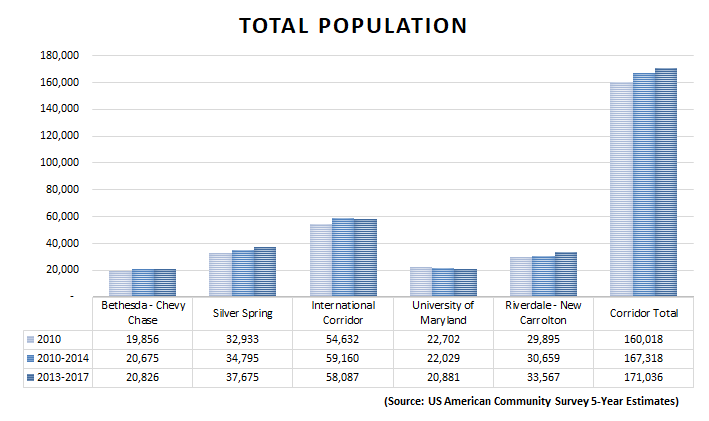 TOTAL POPULATION
180,000
160,000
140,000
120,000
100,000
80,000
60,000
40,000
20,000
-
Bethesda - Chevy Chase Silver Spring International Corridor University of Maryland Riverdale - New Carrolton Corridor Total
2010 19,856 32,933 54,632 22,702 29,895 160,018
2010-2014 20,675 34,795 59,160 22,029 30,659 167,318
2013-2017 20,826 37,675 58,087 20,881 33,567 171,036
(Source: US American Community Survey 5-Year Estimates)